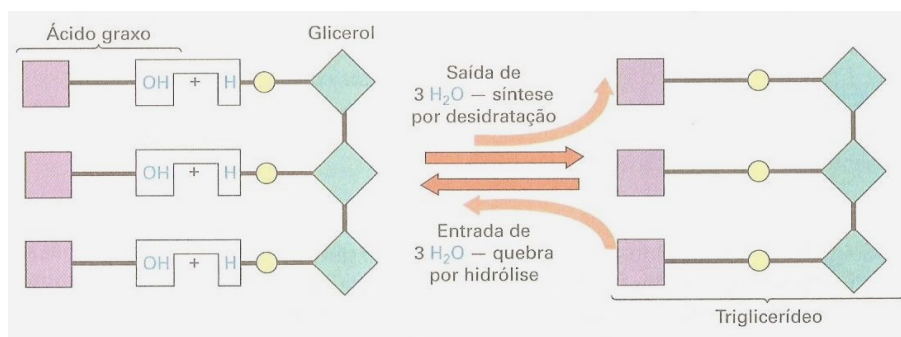 Ácido graxo
Glicerol
OH + H
OH + H
OH + H
Saída de
3 H₂O — síntese
por desidratação
Entrada de
3 H₂O — quebra
por hidrólise
Triglicerídeo